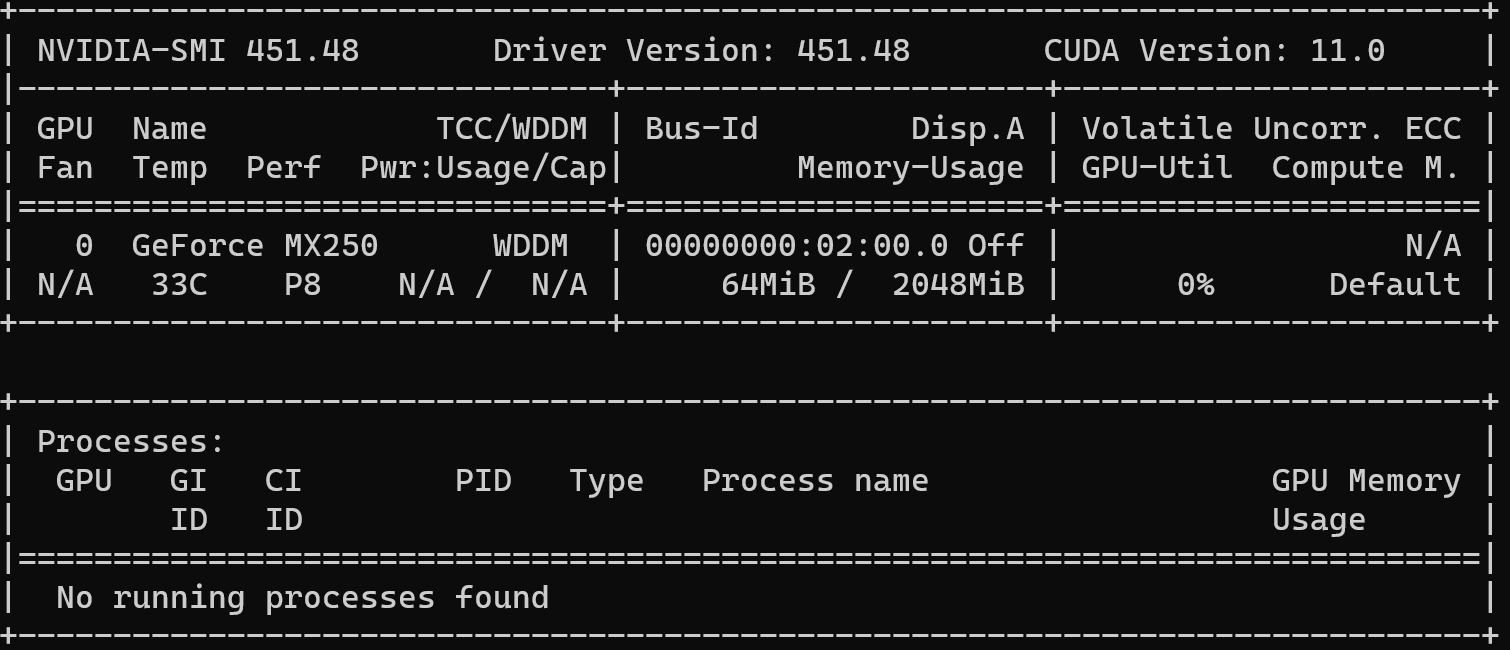 +-----------------------------------------------------------------------------+
| NVIDIA-SMI 451.48       Driver Version: 451.48       CUDA Version: 11.0     |
|-------------------------------+----------------------+----------------------+
| GPU  Name            TCC/WDDM | Bus-Id        Disp.A | Volatile Uncorr. ECC |
| Fan  Temp  Perf  Pwr:Usage/Cap|         Memory-Usage | GPU-Util  Compute M. |
|===============================+======================+======================|
|   0  GeForce MX250      WDDM  | 00000000:02:00.0 Off |                  N/A |
| N/A   33C    P8    N/A /  N/A |     64MiB /  2048MiB |      0%      Default |
+-------------------------------+----------------------+----------------------+
+-----------------------------------------------------------------------------+
| Processes:                                                                  |
|  GPU   GI   CI        PID   Type   Process name                  GPU Memory |
|        ID   ID                                                   Usage      |
|=============================================================================|
|  No running processes found                                                 |
+-----------------------------------------------------------------------------+